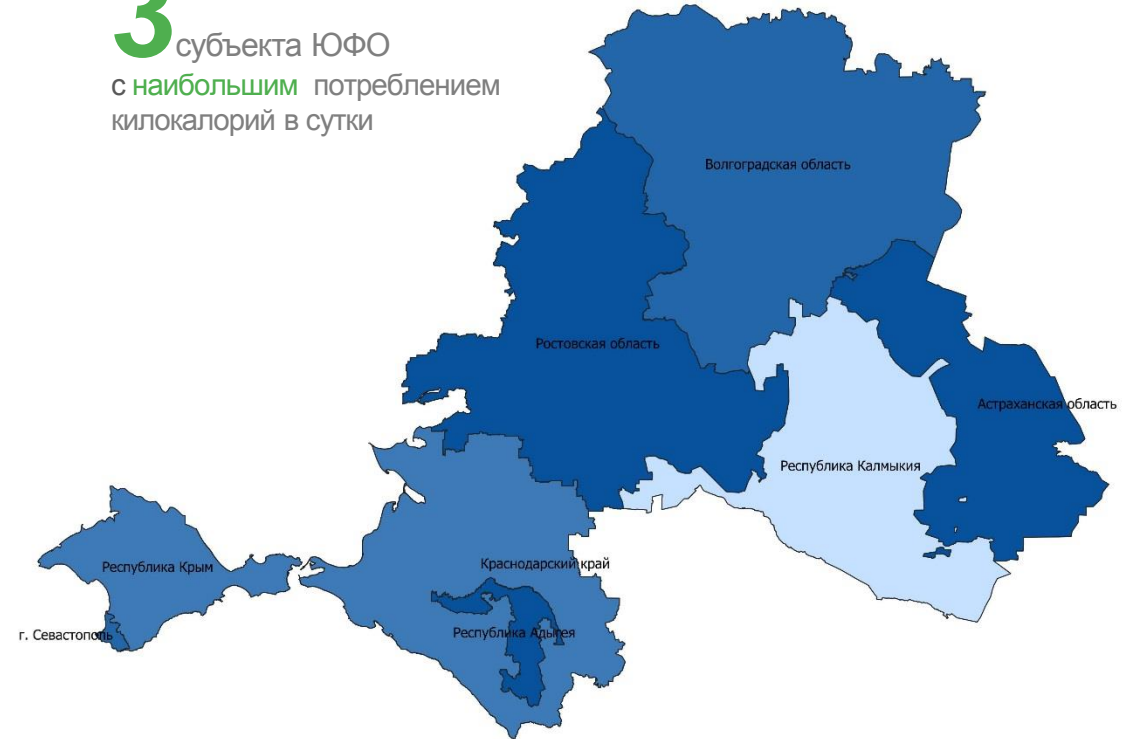 3 субъекта ЮФО
с наибольшим потреблением
килокалорий в сутки
Волгоградская область
Ростовская область
Астраханская область
Республика Калмыкия
Краснодарский край
Республика Крым
Республика Адыгея
г. Севастополь